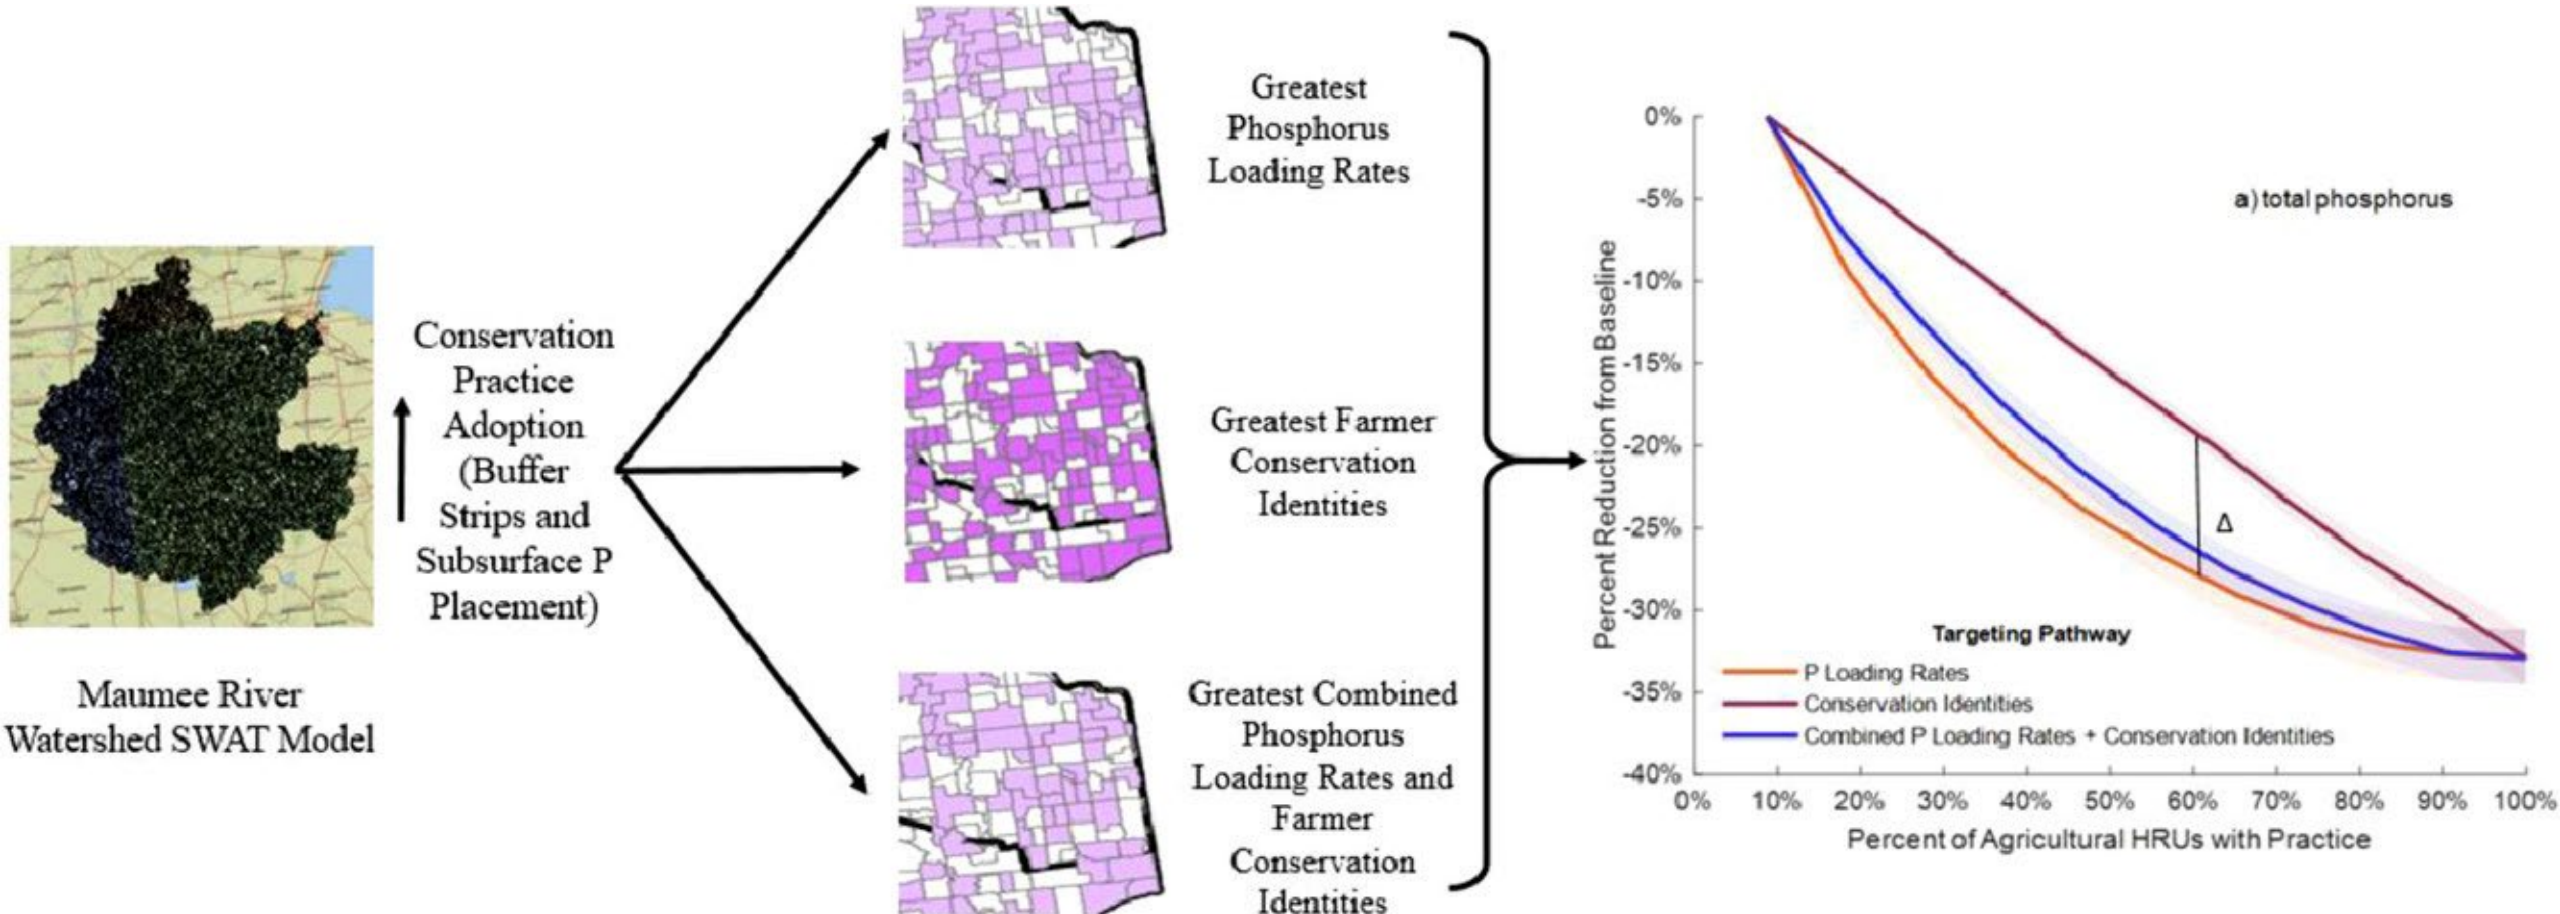 Maumee River
Watershed SWAT Model
Conservation
Practice
Adoption
(Buffer
Strips and
Subsurface P
Placement)
Greatest
Phosphorus
Loading Rates
Greatest Farmer
Conservation
Identities
Greatest Combined
Phosphorus
Loading Rates and
Farmer
Conservation
Identities
a) total phosphorus
Percent Reduction from Baseline
0%
-5%
-10%
-15%
-20%
-25%
-30%
-35%
-40%
Δ
Targeting Pathway
P Loading Rates
Conservation Identities
Combined P Loading Rates + Conservation Identities
0% 10% 20% 30% 40% 50% 60% 70% 80% 90% 100%
Percent of Agricultural HRUs with Practice